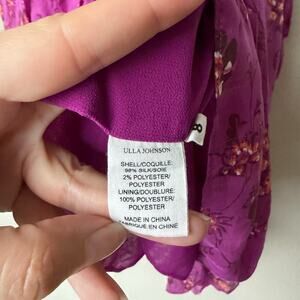 ULLA JOHNSON
SHELL/COQUILLE:
98% SILK/SOIE
2% POLYESTER/
POLYESTER
LINING/DOUBLURE:
100% POLYESTER/
POLYESTER
MADE IN CHINA
FABRIQUE EN CHINE
8